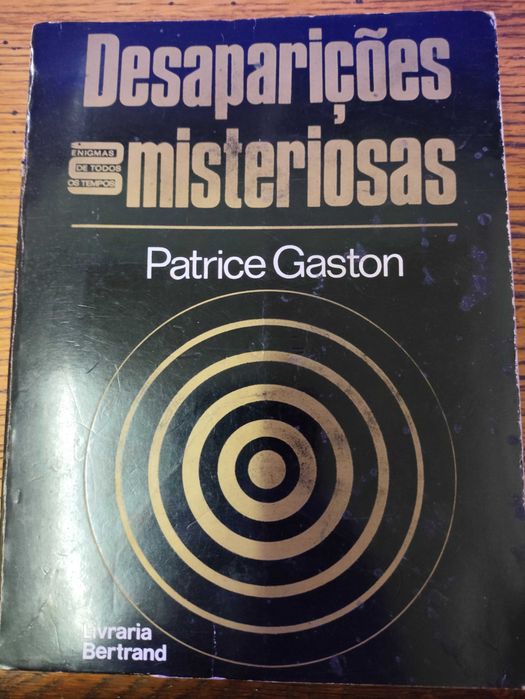 Desaparições
ENIGMAS
DE TODOS
OS TEMPOS
misteriosas
Patrice Gaston
Livraria
Bertrand